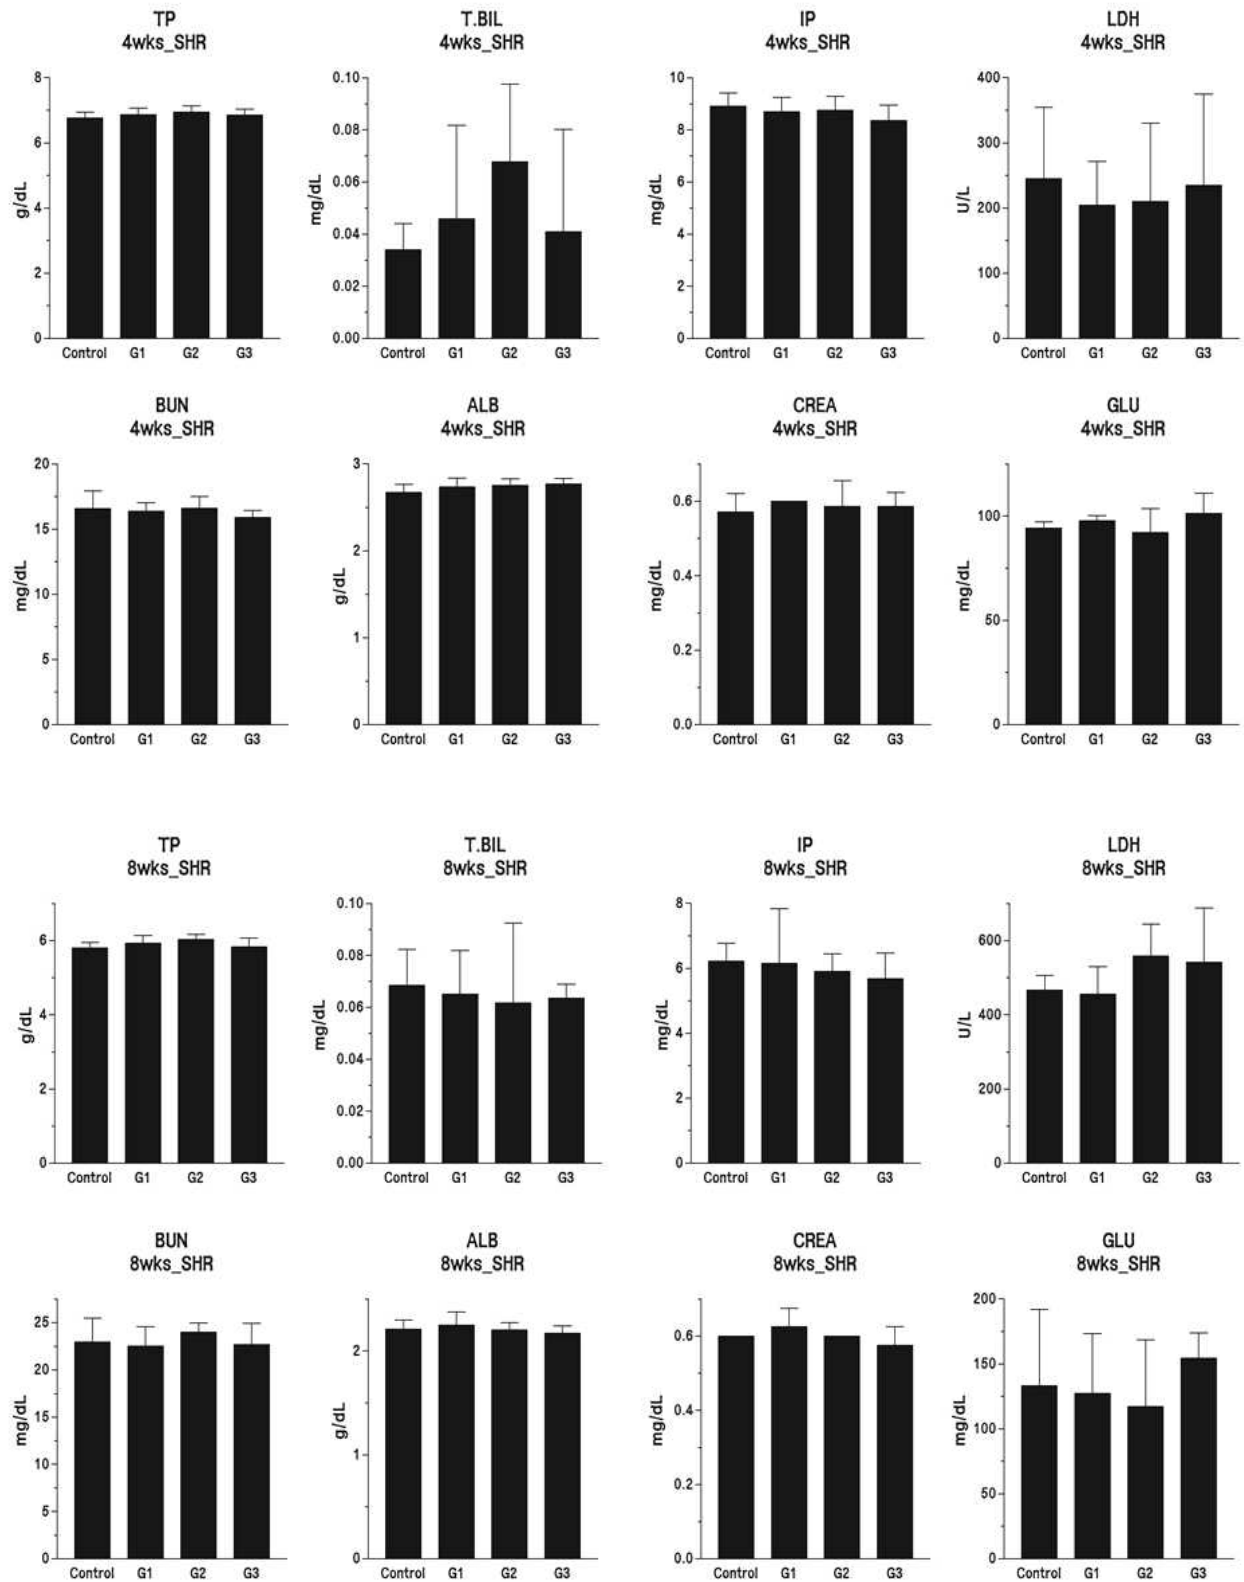 TP
4wks_SHR
8
6
4
2
0
g/dL
Control G1 G2 G3
T.BIL
4wks_SHR
0.10
0.08
0.06
0.04
0.02
0.00
mg/dL
Control G1 G2 G3
IP
4wks_SHR
10
8
6
4
2
0
mg/dL
Control G1 G2 G3
LDH
4wks_SHR
400
300
200
100
0
U/L
Control G1 G2 G3
BUN
4wks_SHR
20
15
10
5
0
mg/dL
Control G1 G2 G3
ALB
4wks_SHR
3
2
1
0
g/dL
Control G1 G2 G3
CREA
4wks_SHR
0.6
0.4
0.2
0.0
mg/dL
Control G1 G2 G3
GLU
4wks_SHR
100
50
0
mg/dL
Control G1 G2 G3
TP
8wks_SHR
6
4
2
0
g/dL
Control G1 G2 G3
T.BIL
8wks_SHR
0.10
0.08
0.06
0.04
0.02
0.00
mg/dL
Control G1 G2 G3
IP
8wks_SHR
8
6
4
2
0
mg/dL
Control G1 G2 G3
LDH
8wks_SHR
600
400
200
0
U/L
Control G1 G2 G3
BUN
8wks_SHR
25
20
15
10
5
0
mg/dL
Control G1 G2 G3
ALB
8wks_SHR
2
1
0
g/dL
Control G1 G2 G3
CREA
8wks_SHR
0.6
0.4
0.2
0.0
mg/dL
Control G1 G2 G3
GLU
8wks_SHR
200
150
100
50
0
mg/dL
Control G1 G2 G3